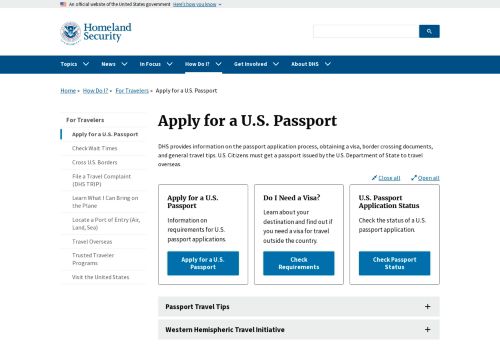 An official website of the United States government Here's how you know
Homeland
Security
Topics News In Focus How Do I? Get Involved About DHS
Home » How Do I? » For Travelers » Apply for a U.S. Passport
For Travelers
Apply for a U.S. Passport
Check Wait Times
Cross U.S. Borders
File a Travel Complaint
(DHS TRIP)
Learn What I Can Bring on
the Plane
Locate a Port of Entry (Air,
Land, Sea)
Travel Overseas
Trusted Traveler
Programs
Visit the United States
Apply for a U.S. Passport
DHS provides information on the passport application process, obtaining a visa, border crossing documents,
and general travel tips. U.S. Citizens must get a passport issued by the U.S. Department of State to travel
overseas.
Close all Open all
Apply for a U.S.
Passport
Information on
requirements for U.S.
passport applications.
Apply for a U.S.
Passport
Do I Need a Visa?
Learn about your
destination and find out if
you need a visa for travel
outside the country.
Check
Requirements
U.S. Passport
Application Status
Check the status of a U.S.
passport application.
Check Passport
Status
Passport Travel Tips
Western Hemispheric Travel Initiative